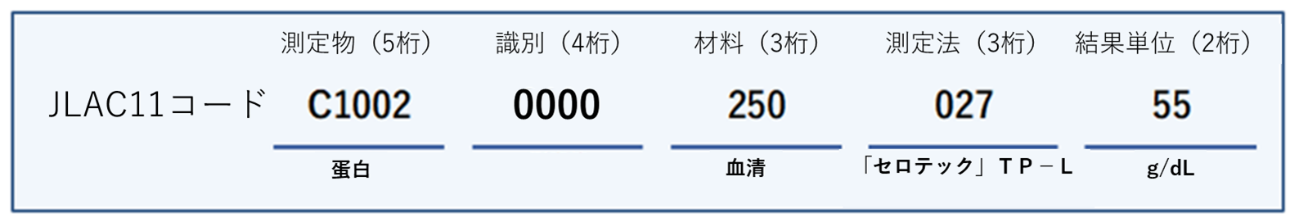 測定物（5桁） 識別（4桁） 材料（3桁） 測定法（3桁） 結果単位（2桁）
JLAC11コード C1002 0000 250 027 55
蛋白 血清 「セロテック」ＴＰ－Ｌ g/dL